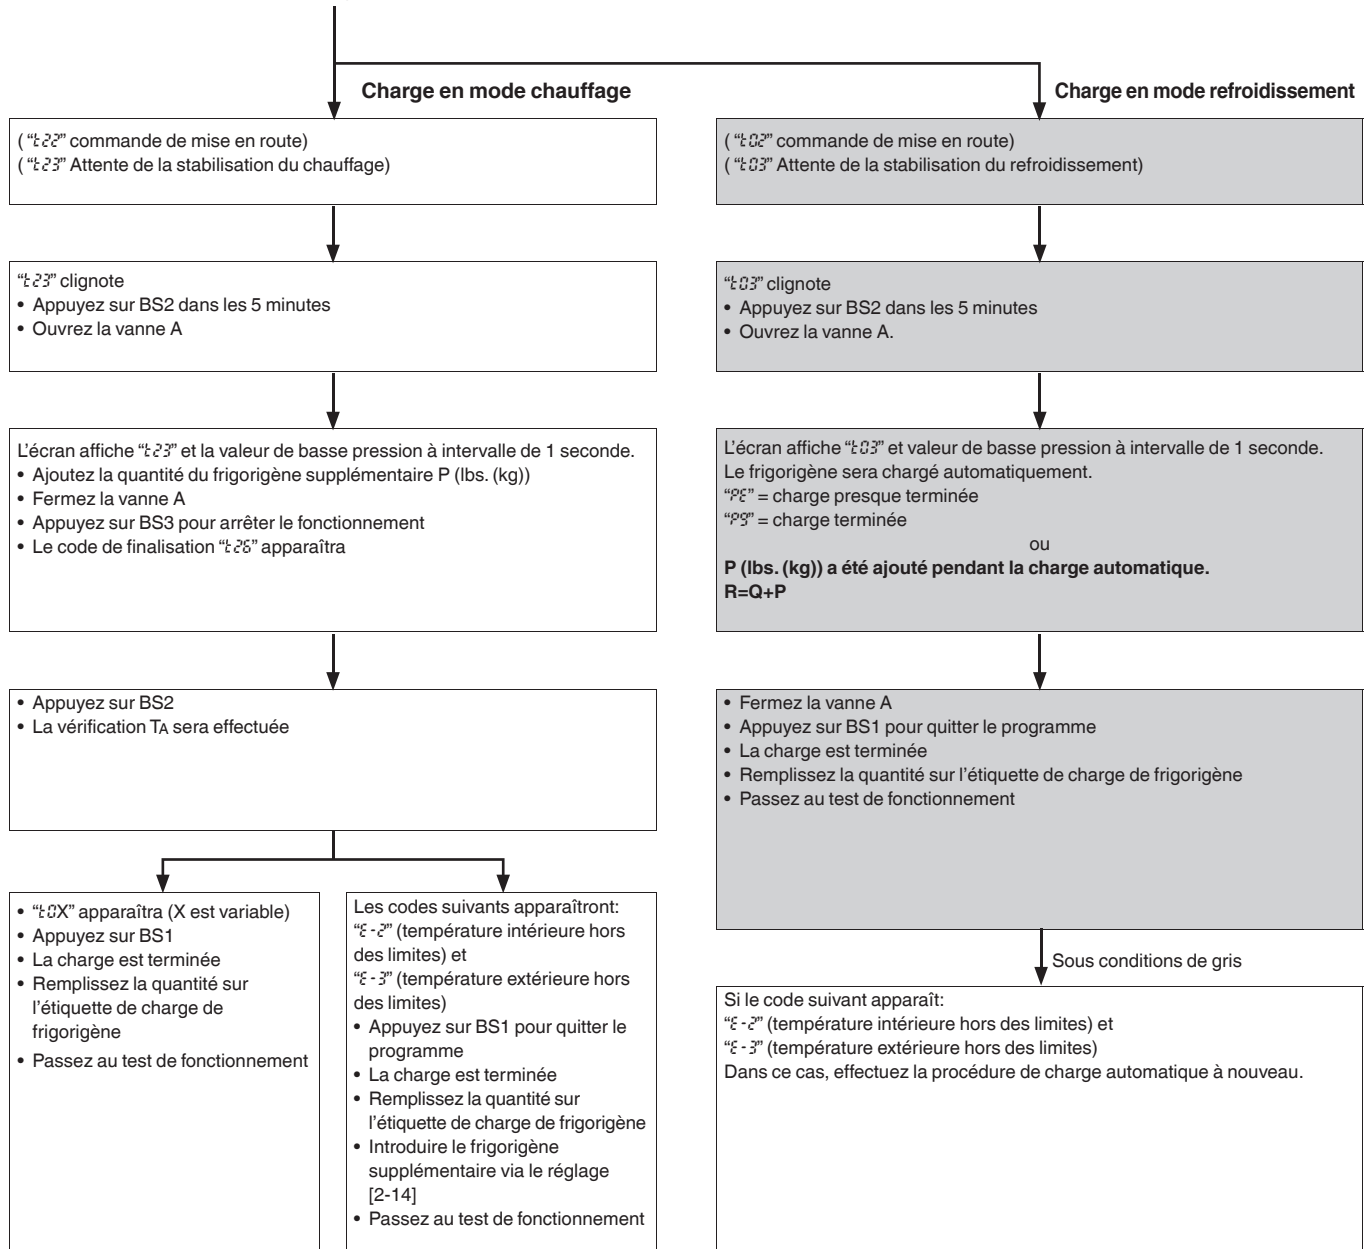 Charge en mode chauffage
( “t22” commande de mise en route)
( “t23” Attente de la stabilisation du chauffage)
“t23” clignote
• Appuyez sur BS2 dans les 5 minutes
• Ouvrez la vanne A
L’écran affiche “t23” et la valeur de basse pression à intervalle de 1 seconde.
• Ajoutez la quantité du frigorigène supplémentaire P (lbs. (kg))
• Fermez la vanne A
• Appuyez sur BS3 pour arrêter le fonctionnement
• Le code de finalisation “t26” apparaîtra
• Appuyez sur BS2
• La vérification TA sera effectuée
• “t0X” apparaîtra (X est variable)
• Appuyez sur BS1
• La charge est terminée
• Remplissez la quantité sur
l’étiquette de charge de
frigorigène
• Passez au test de fonctionnement
Les codes suivants apparaîtront:
“E-2” (température intérieure hors
des limites) et
“E-3” (température extérieure hors
des limites)
• Appuyez sur BS1 pour quitter le
programme
• La charge est terminée
• Remplissez la quantité sur
l’étiquette de charge de frigorigène
• Introduire le frigorigène
supplémentaire via le réglage
[2-14]
• Passez au test de fonctionnement
Charge en mode refroidissement
( “t02” commande de mise en route)
( “t03” Attente de la stabilisation du refroidissement)
“t03” clignote
• Appuyez sur BS2 dans les 5 minutes
• Ouvrez la vanne A.
L’écran affiche “t03” et valeur de basse pression à intervalle de 1 seconde.
Le frigorigène sera chargé automatiquement.
“PE” = charge presque terminée
“P9” = charge terminée
ou
P (lbs. (kg)) a été ajouté pendant la charge automatique.
R=Q+P
• Fermez la vanne A
• Appuyez sur BS1 pour quitter le programme
• La charge est terminée
• Remplissez la quantité sur l’étiquette de charge de frigorigène
• Passez au test de fonctionnement
Sous conditions de gris
Si le code suivant apparaît:
“E-2” (température intérieure hors des limites) et
“E-3” (température extérieure hors des limites)
Dans ce cas, effectuez la procédure de charge automatique à nouveau.